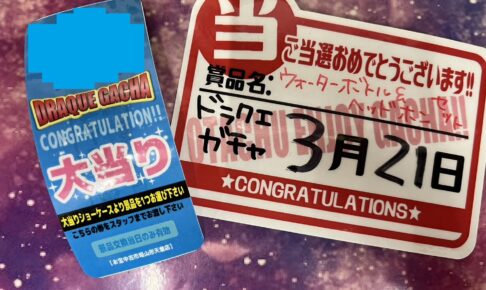 DRAQUE GACHA
CONGRATULATION!!
大当り
大当りショーケースより景品を1つお選び下さい
こちらの券をスタッフまでお渡し下さい
景品交換当日のみ有効
当
ご当選おめでとうございます!!
賞品名:ウォーターボトル&
ドラクエ
ガチャ
3月21日
★CONGRATULATIONS★